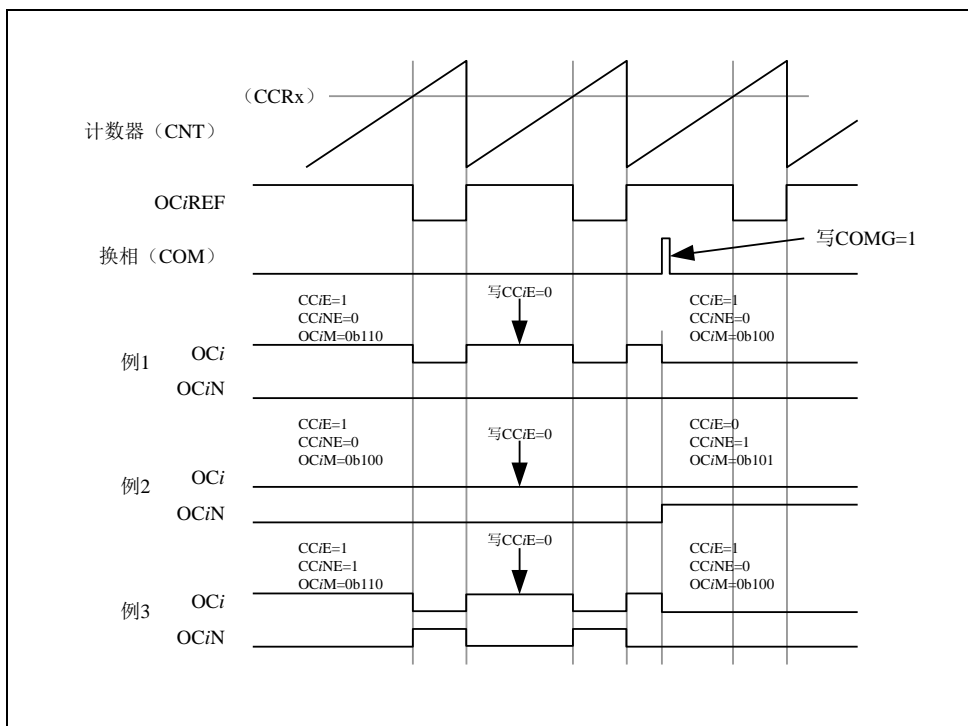 （CCRx）
计数器（CNT）
OCiREF
换相（COM）
写COMG=1
CCiE=1
CCiNE=0
OCiM=0b110
写CCiE=0
CCiE=1
CCiNE=0
OCiM=0b100
例1
OCi
OCiN
CCiE=1
CCiNE=0
OCiM=0b100
写CCiE=0
CCiE=0
CCiNE=1
OCiM=0b101
例2
OCi
OCiN
CCiE=1
CCiNE=1
OCiM=0b110
写CCiE=0
CCiE=1
CCiNE=0
OCiM=0b100
例3
OCi
OCiN